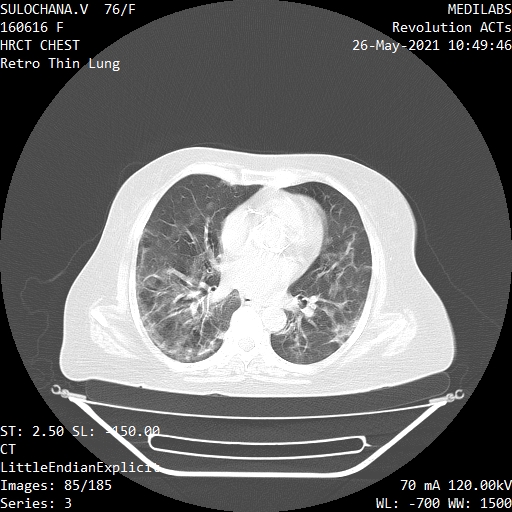 SULOCHANA.V 76/F
160616 F
HRCT CHEST
Retro Thin Lung
MEDILABS
Revolution ACTs
26-May-2021 10:49:46
ST: 2.50 SL: -150.00
CT
LittleEndianExplicit
Images: 85/185
Series: 3
70 mA 120.00kV
WL: -700 WW: 1500